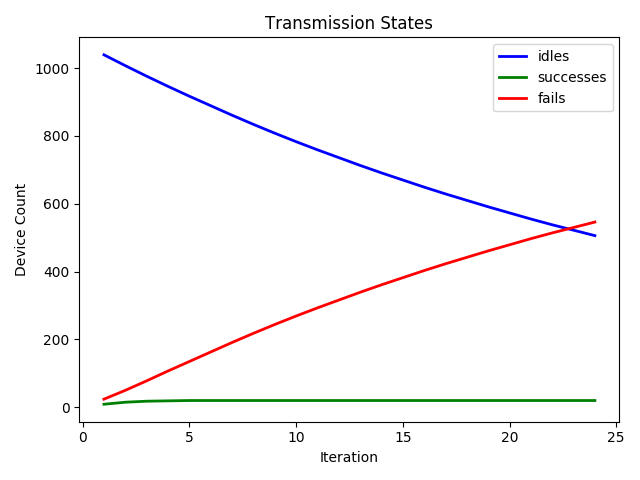 Transmission States
idles
successes
fails
Device Count
1000
800
600
400
200
0
0 5 10 15 20 25
Iteration